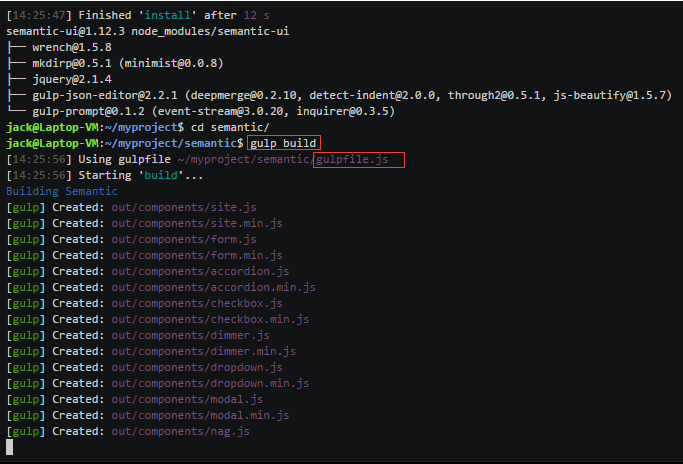 [14:25:47] Finished 'install' after 12 s
semantic-ui@1.12.3 node_modules/semantic-ui
├── wrench@1.5.8
├── mkdirp@0.5.1 (minimist@0.0.8)
├── jquery@2.1.4
├── gulp-json-editor@2.2.1 (deepmerge@0.2.10, detect-indent@2.0.0, through2@0.5.1, js-beautify@1.5.7)
└── gulp-prompt@0.1.2 (event-stream@3.0.20, inquirer@0.3.5)
jack@Laptop-VM:~/myproject$ cd semantic/
jack@Laptop-VM:~/myproject/semantic$ gulp build
[14:25:56] Using gulpfile ~/myproject/semantic/gulpfile.js
[14:25:56] Starting 'build'...
Building Semantic
[gulp] Created: out/components/site.js
[gulp] Created: out/components/site.min.js
[gulp] Created: out/components/form.js
[gulp] Created: out/components/form.min.js
[gulp] Created: out/components/accordion.js
[gulp] Created: out/components/accordion.min.js
[gulp] Created: out/components/checkbox.js
[gulp] Created: out/components/checkbox.min.js
[gulp] Created: out/components/dimmer.js
[gulp] Created: out/components/dimmer.min.js
[gulp] Created: out/components/dropdown.js
[gulp] Created: out/components/dropdown.min.js
[gulp] Created: out/components/modal.js
[gulp] Created: out/components/modal.min.js
[gulp] Created: out/components/nag.js